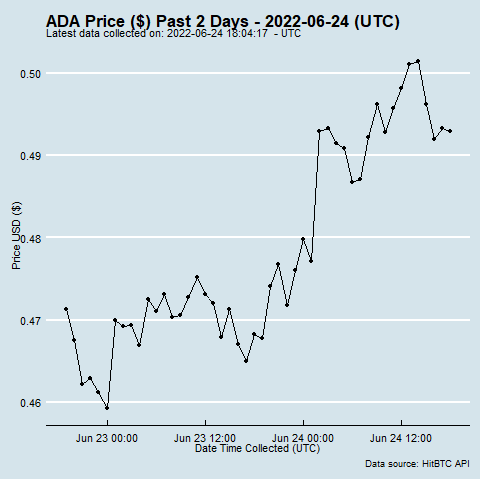 ADA Price ($) Past 2 Days - 2022-06-24 (UTC)
Latest data collected on: 2022-06-24 18:04:17  - UTC
0.50
0.49
0.48
0.47
0.46
Price USD ($)
Jun 23 00:00
Jun 23 12:00
Jun 24 00:00
Jun 24 12:00
Date Time Collected (UTC)
Data source: HitBTC API